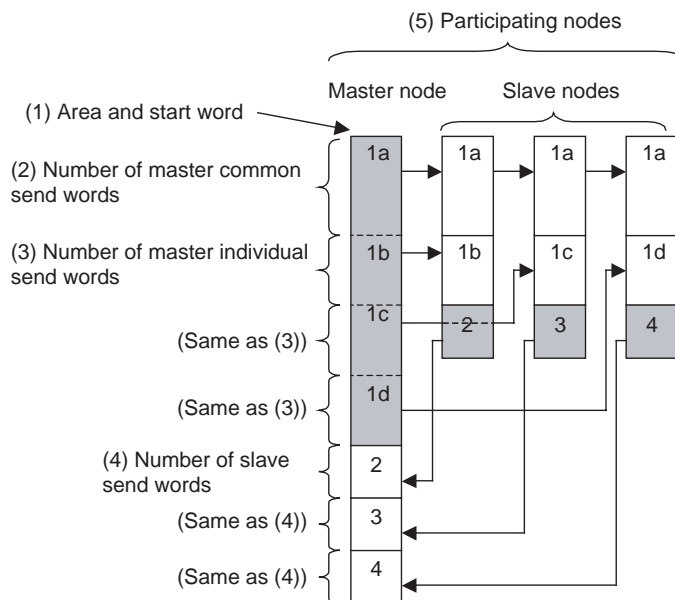 (5) Participating nodes
Master node
Slave nodes
(1) Area and start word
1a
1a
1a
1a
(2) Number of master common
send words
1b
1b
1c
1d
(3) Number of master individual
send words
1c
2
3
4
(Same as (3))
1d
(Same as (3))
(4) Number of slave
send words
2
(Same as (4))
3
(Same as (4))
4